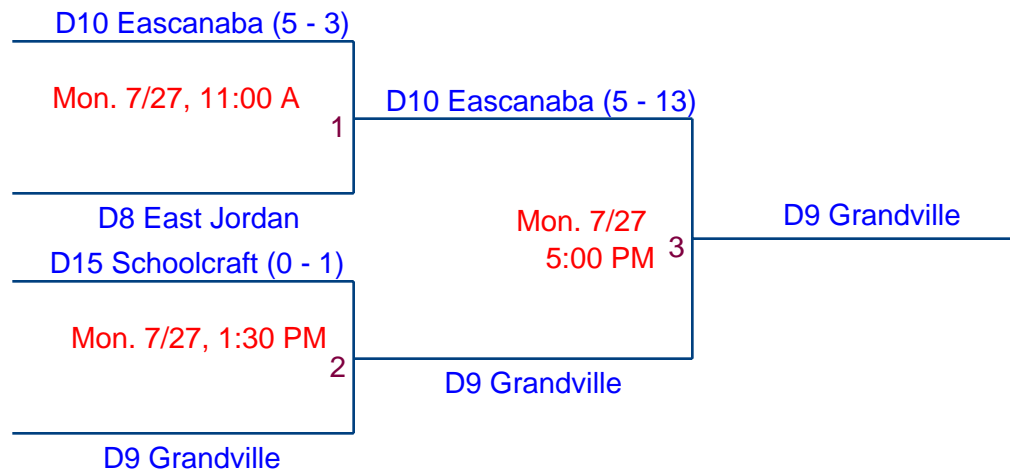 D10 Eascanaba (5 - 3)
Mon. 7/27, 11:00 A
1
D8 East Jordan
D10 Eascanaba (5 - 13)
D15 Schoolcraft (0 - 1)
Mon. 7/27, 1:30 PM
2
D9 Grandville
Mon. 7/27
5:00 PM
3
D9 Grandville
D9 Grandville